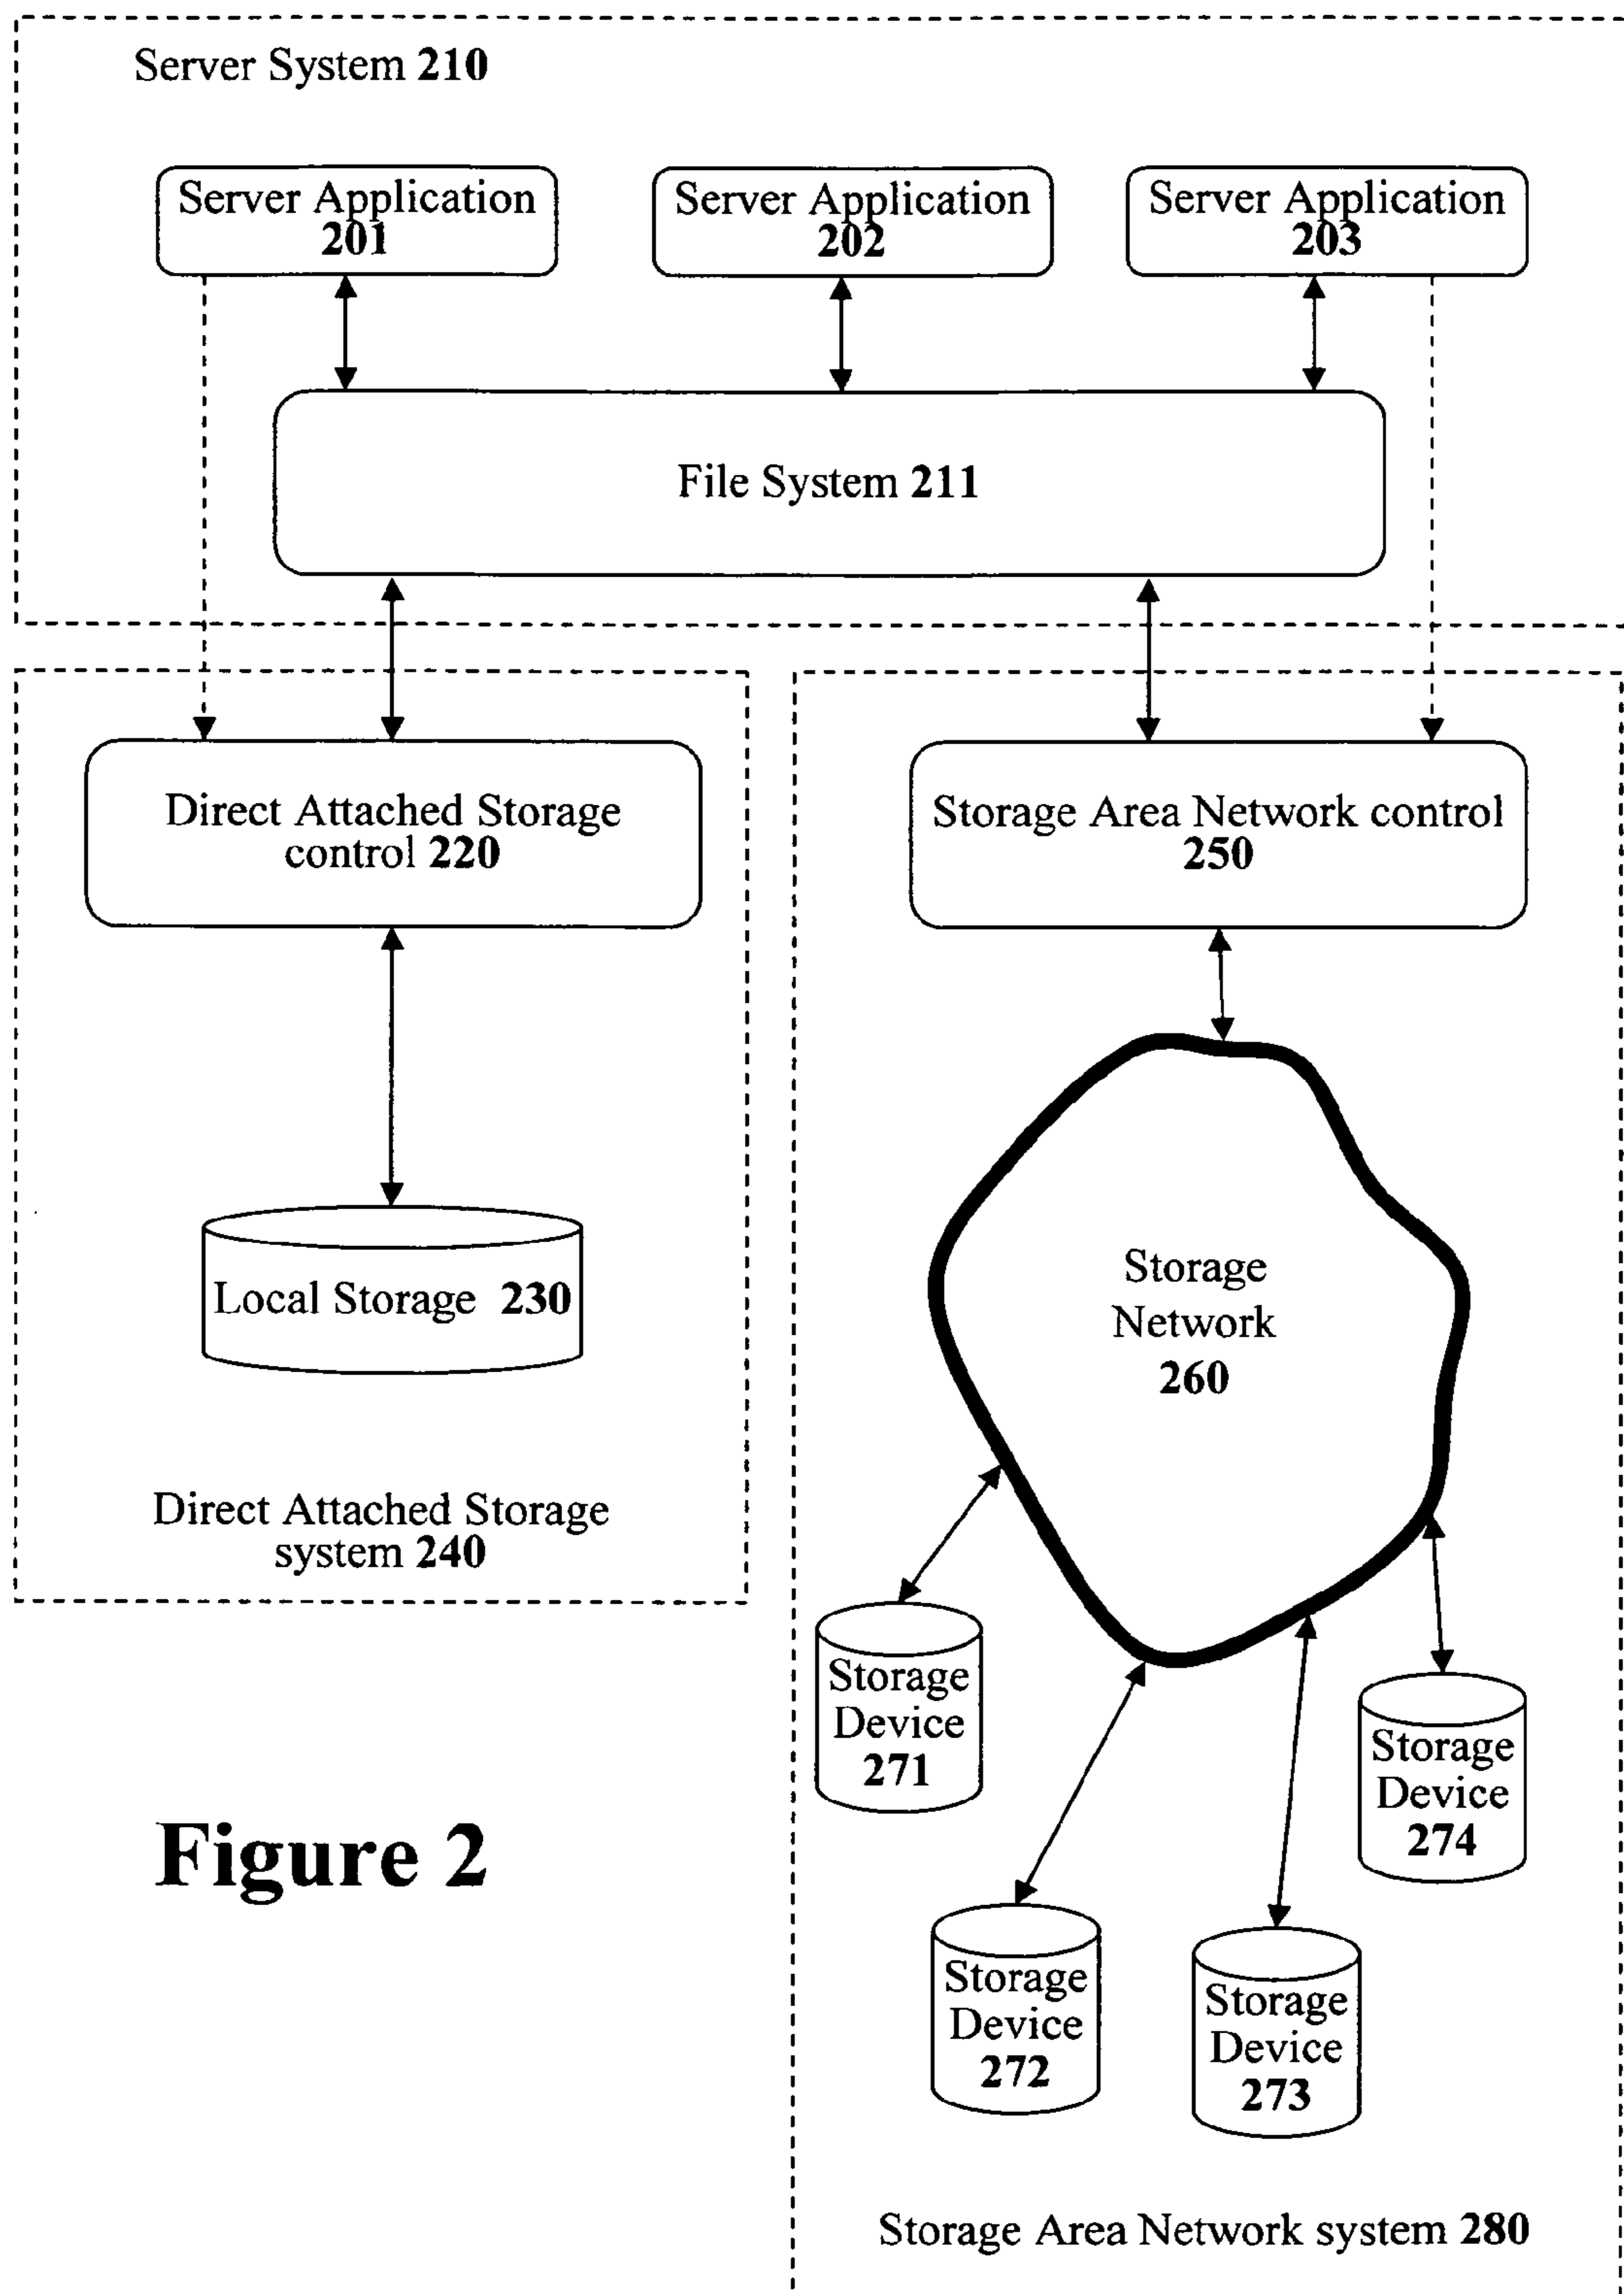 Server System 210
Server Application
201
Server Application
202
Server Application
203
File System 211
Direct Attached Storage
control 220
Storage Area Network control
250
Local Storage 230
Storage
Network
260
Direct Attached Storage
system 240
Storage
Device
271
Storage
Device
272
Storage
Device
273
Storage
Device
274
Figure 2
Storage Area Network system 280